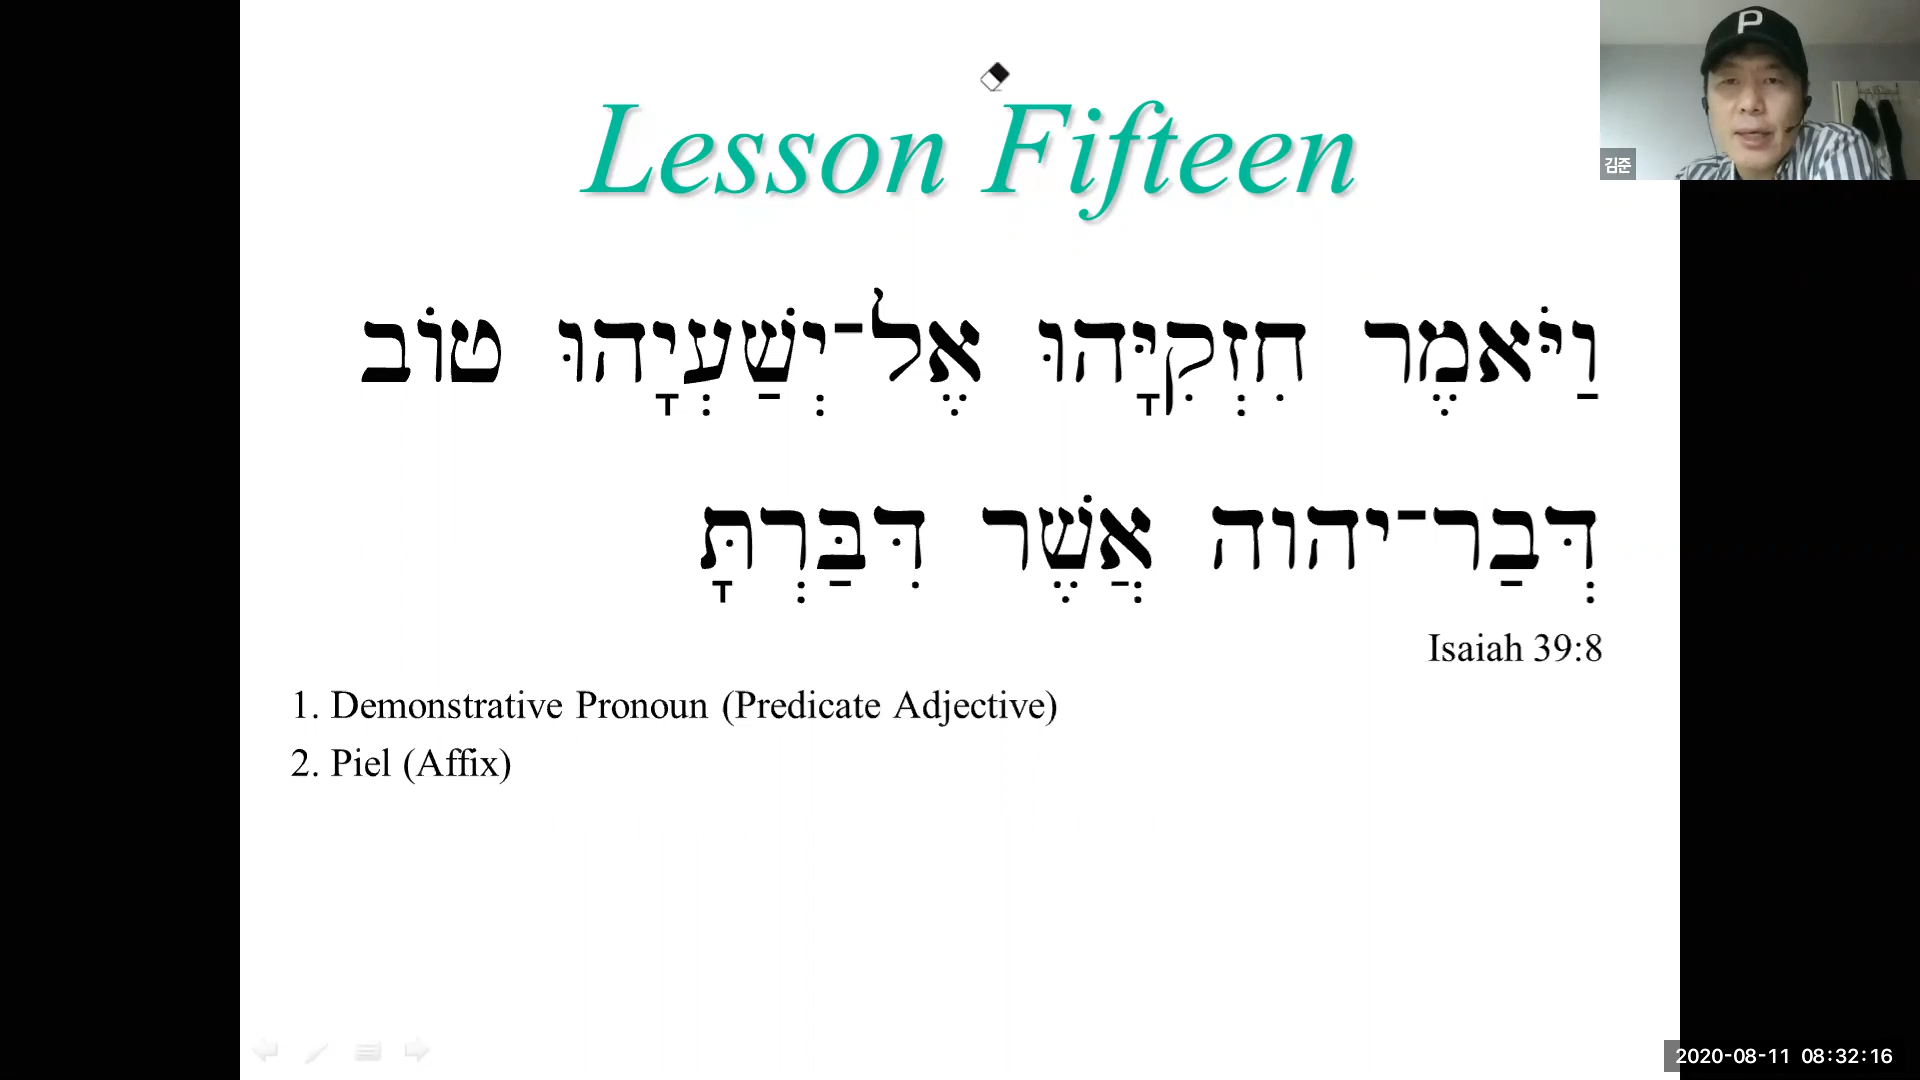 P
김준
Lesson Fifteen
וַיֹּאמֶר חִזְקִיָּהוּ אֶל־יְשַׁעְיָהוּ טוֹב
דְּבַר־יהוה אֲשֶׁר דִּבַּרְתָּ
Isaiah 39:8
1. Demonstrative Pronoun (Predicate Adjective)
2. Piel (Affix)
2020-08-11 08:32:16